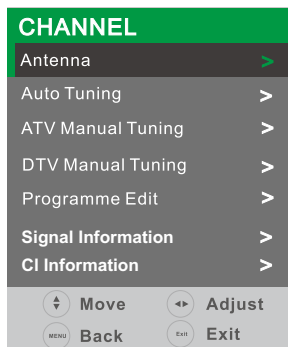 CHANNEL
Antenna >
Auto Tuning >
ATV Manual Tuning >
DTV Manual Tuning >
Programme Edit >
Signal Information >
CI Information >
Move Adjust
MENU Back Exit Exit